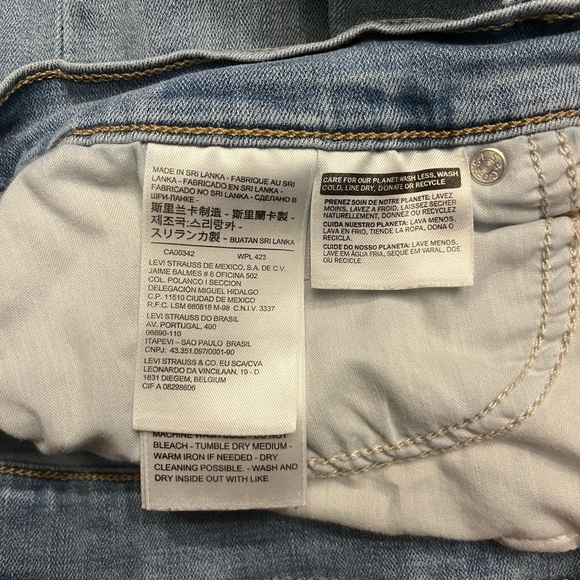 MADE IN SRI LANKA - FABRIQUE AU SRI
LANKA - FABRICADO EN SRI LANKA -
FABRICADO NO SRI LANKA - СДЕЛАНО В
ШРИ-ЛАНКЕ -
斯里兰卡制造 - 斯里蘭卡製 -
제조국:스리랑카 -
スリランカ製 - BUATAN SRI LANKA
CA00342 WPL 423
LEVI STRAUSS DE MEXICO, S.A. DE C.V.
JAIME BALMES # 8 OFICINA 502
COL. POLANCO I SECCION
DELEGACIÓN MIGUEL HIDALGO
C.P. 11510 CIUDAD DE MEXICO
R.F.C. LSM 660818 M-98 C.N.I.V. 3337
LEVI STRAUSS DO BRASIL
AV. PORTUGAL, 400
06690-110
ITAPEVI – SAO PAULO BRASIL
CNPJ: 43.351.097/0001-90
LEVI STRAUSS & CO. EU SCA/CVA
LEONARDO DA VINCILAAN, 19 - D
1831 DIEGEM, BELGIUM
CIF A 08298606
MACHINE WASH COLD - DO NOT
BLEACH - TUMBLE DRY MEDIUM -
WARM IRON IF NEEDED - DRY
CLEANING POSSIBLE. - WASH AND
DRY INSIDE OUT WITH LIKE
CARE FOR OUR PLANET: WASH LESS, WASH
COLD, LINE DRY, DONATE OR RECYCLE
PRENEZ SOIN DE NOTRE PLANÈTE: LAVEZ
MOINS, LAVEZ A FROID, LAISSEZ SÉCHER
NATURELLEMENT, DONNEZ OU RECYCLEZ
CUIDA NUESTRO PLANETA: LAVA MENOS,
LAVA EN FRIO, TIENDE LA ROPA, DONA O
RECICLA.
CUIDE DO NOSSO PLANETA: LAVE MENOS,
LAVE EM ÁGUA FRIA, SEQUE NO VARAL, DOE
OU RECICLE.